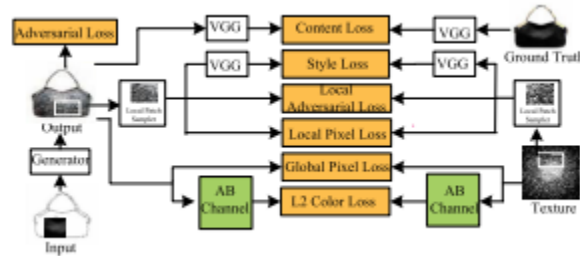 Adversarial Loss
VGG
Content Loss
VGG
Ground Truth
VGG
Style Loss
VGG
Local Patch
Sampler
Local
Adversarial Loss
Local Patch
Sampler
Output
Local Pixel Loss
Generator
Global Pixel Loss
AB
Channel
L2 Color Loss
AB
Channel
Texture
Input